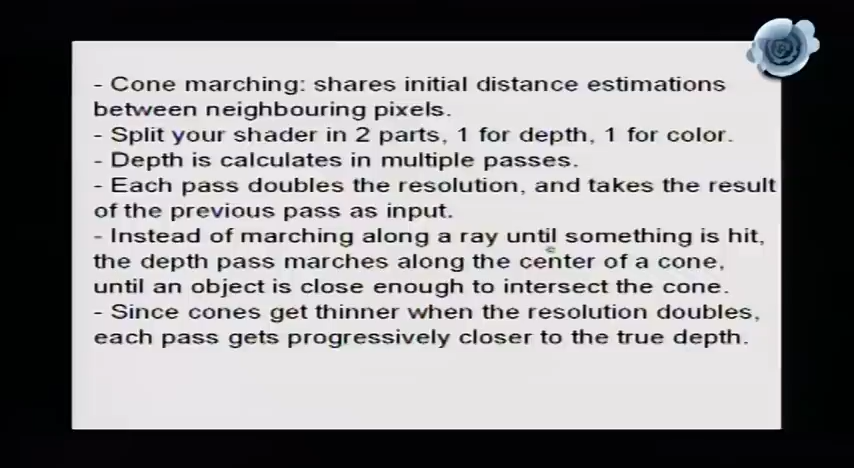 - Cone marching: shares initial distance estimations
between neighbouring pixels.
- Split your shader in 2 parts, 1 for depth, 1 for color.
- Depth is calculates in multiple passes.
- Each pass doubles the resolution, and takes the result
of the previous pass as input.
- Instead of marching along a ray until something is hit,
the depth pass marches along the center of a cone,
until an object is close enough to intersect the cone.
- Since cones get thinner when the resolution doubles,
each pass gets progressively closer to the true depth.